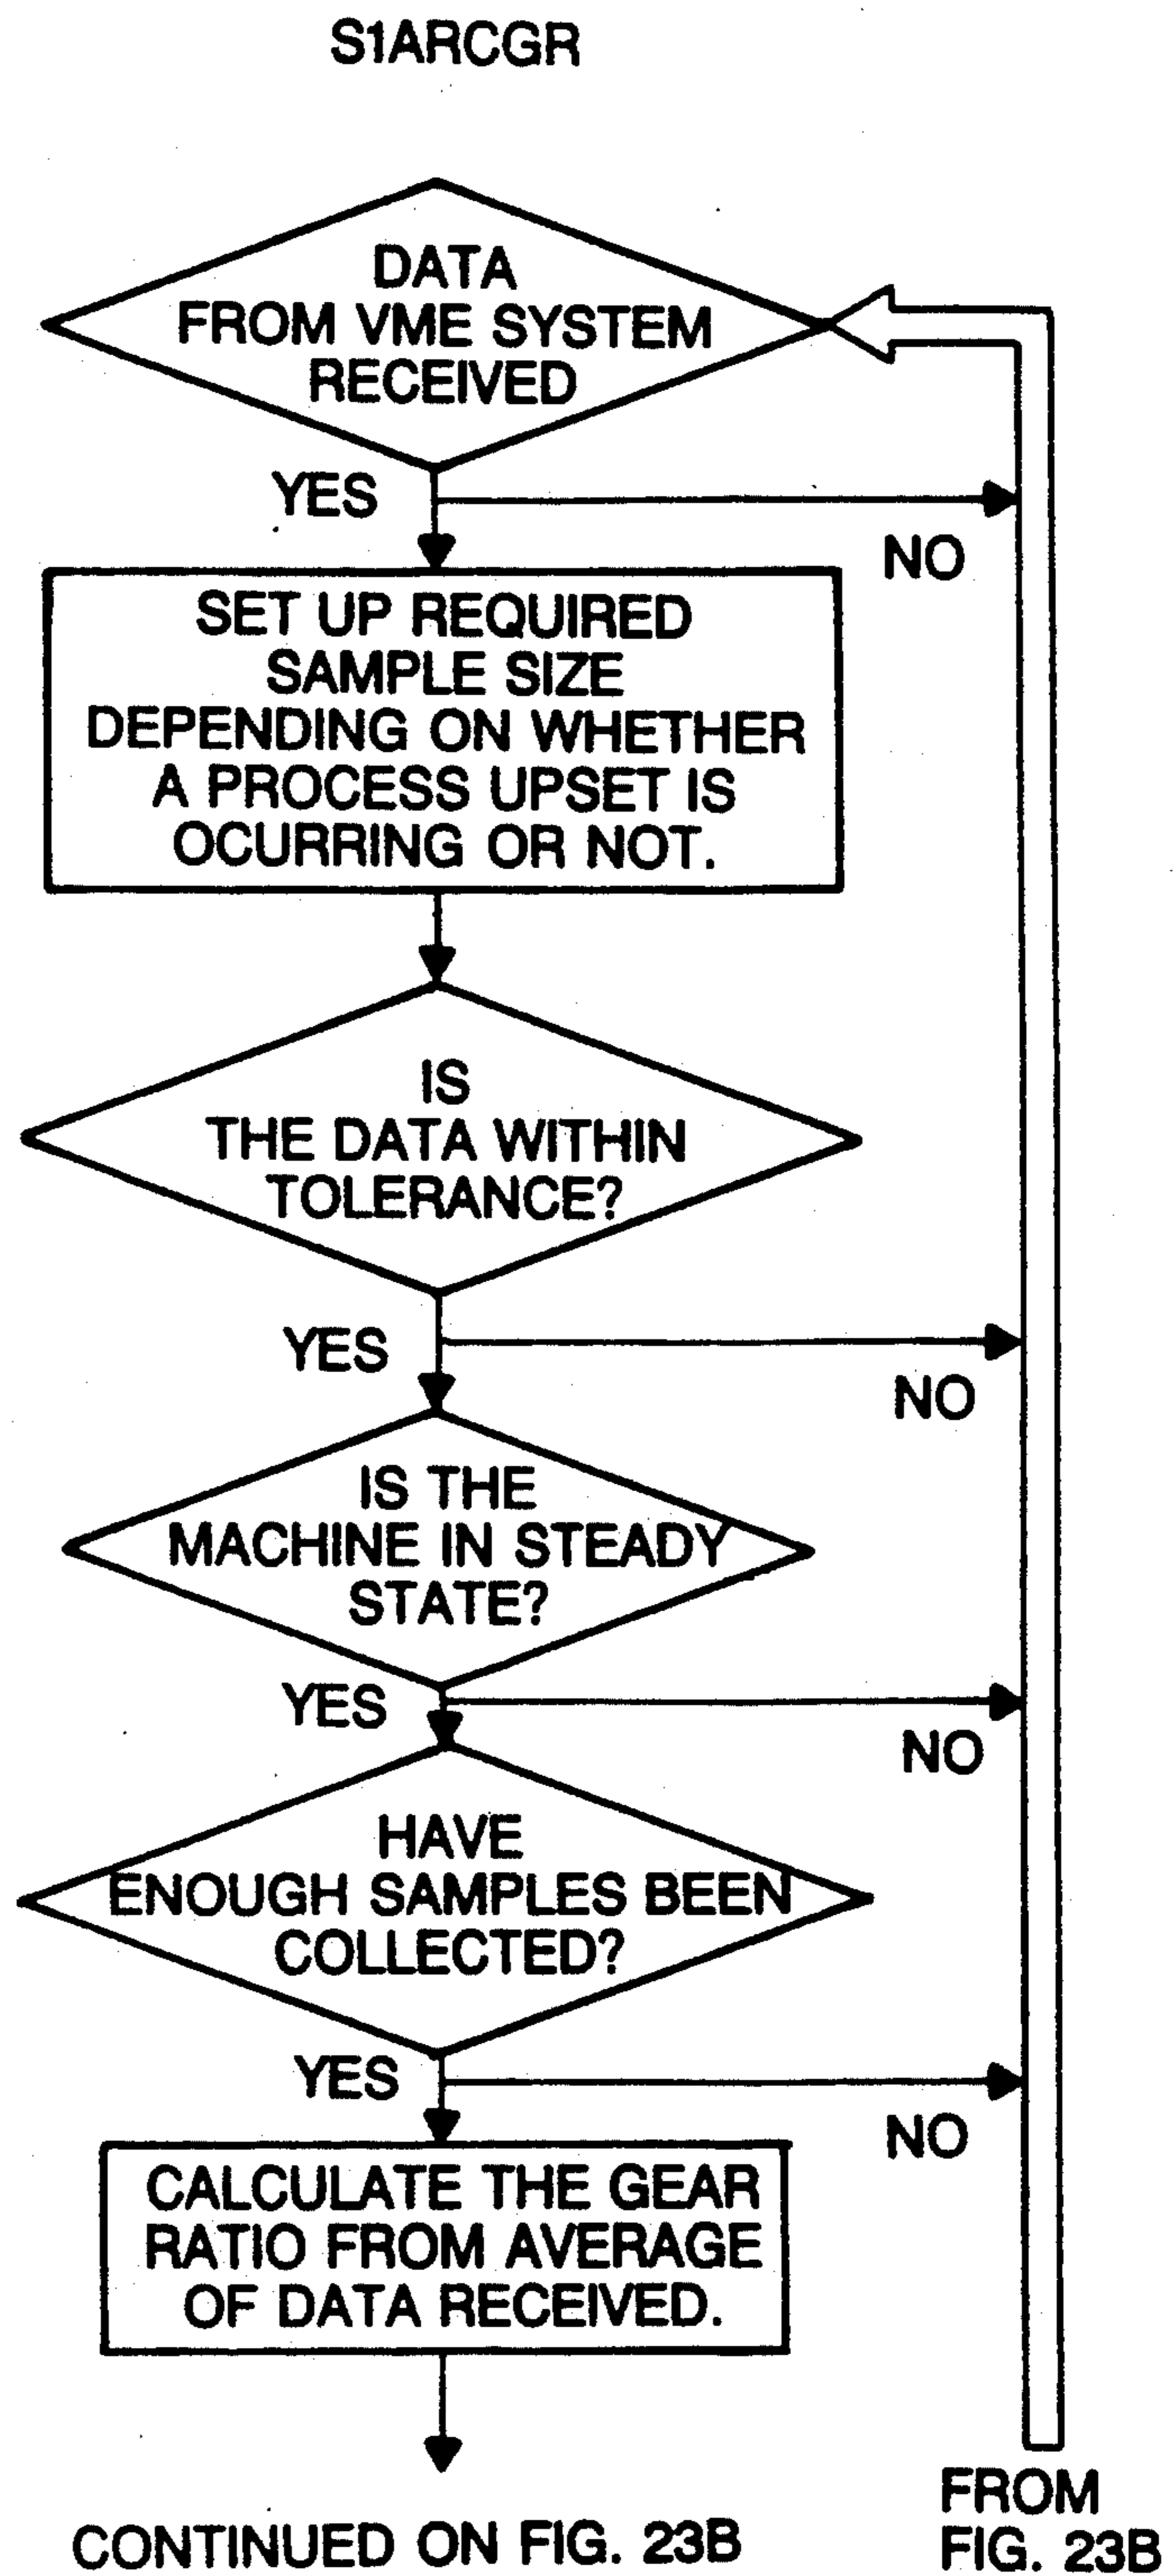 S1ARCGR
DATA
FROM VME SYSTEM
RECEIVED
YES
NO
SET UP REQUIRED
SAMPLE SIZE
DEPENDING ON WHETHER
A PROCESS UPSET IS
OCURRING OR NOT.
IS
THE DATA WITHIN
TOLERANCE?
YES
NO
IS THE
MACHINE IN STEADY
STATE?
YES
NO
HAVE
ENOUGH SAMPLES BEEN
COLLECTED?
YES
NO
CALCULATE THE GEAR
RATIO FROM AVERAGE
OF DATA RECEIVED.
CONTINUED ON FIG. 23B
FROM
FIG. 23B